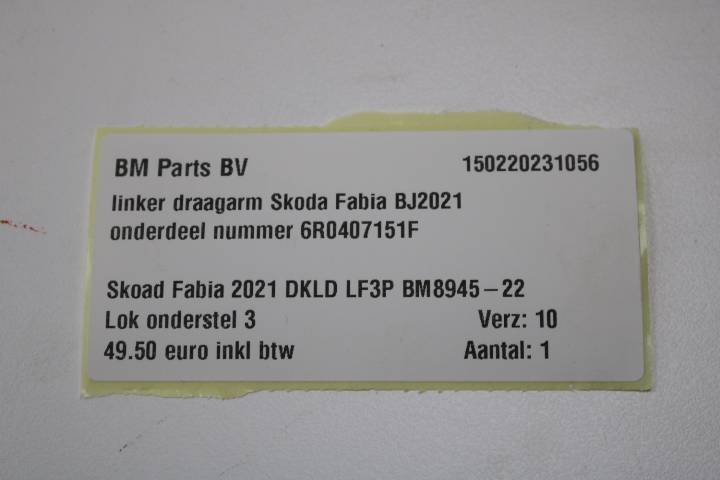 BM Parts BV 150220231056
linker draagarm Skoda Fabia BJ2021
onderdeel nummer 6R0407151F
Skoad Fabia 2021 DKLD LF3P BM8945-22
Lok onderstel 3 Verz: 10
49.50 euro inkl btw Aantal: 1